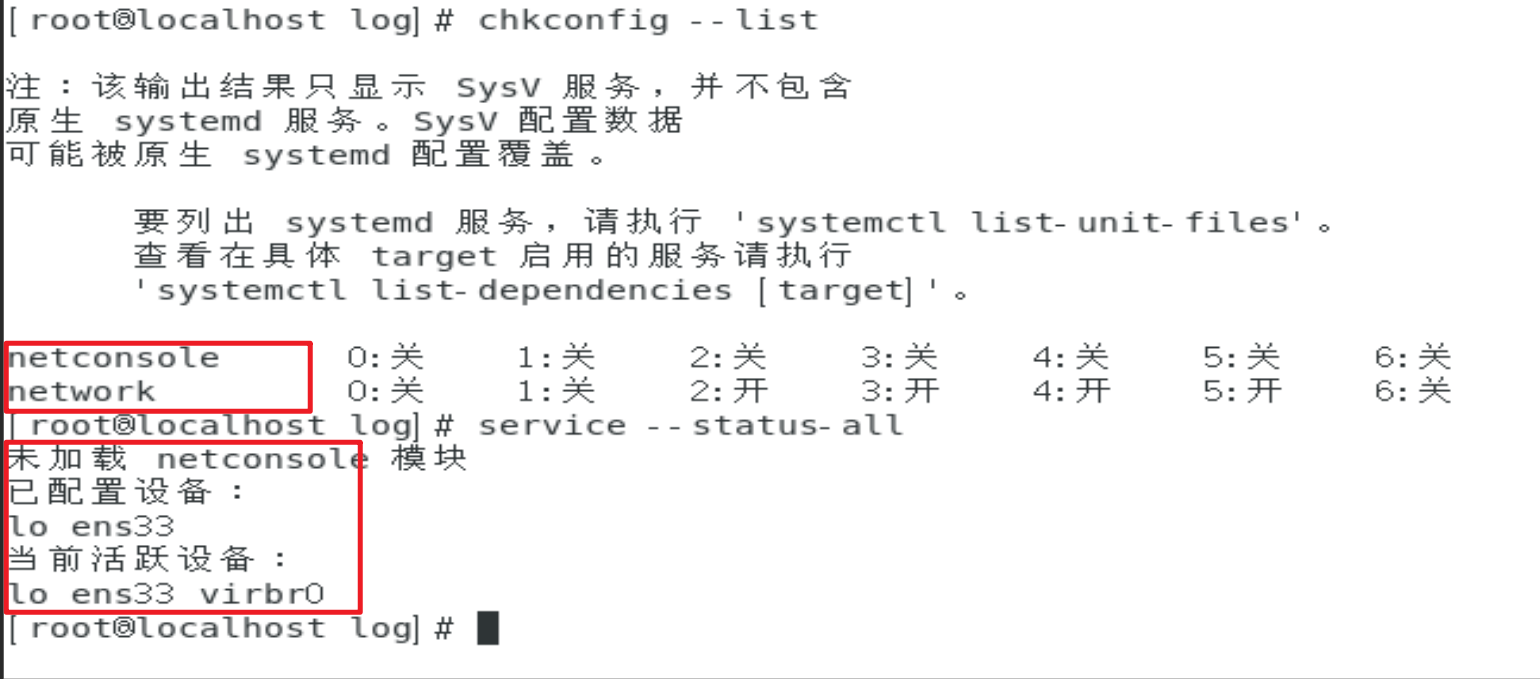 [root@localhost log]# chkconfig --list
注：该输出结果只显示 SysV 服务，并不包含
原生 systemd 服务。SysV 配置数据
可能被原生 systemd 配置覆盖。
要列出 systemd 服务，请执行 'systemctl list-unit-files'。
查看在具体 target 启用的服务请执行
'systemctl list-dependencies [target]'。
netconsole 0:关 1:关 2:关 3:关 4:关 5:关 6:关
network 0:关 1:关 2:开 3:开 4:开 5:开 6:关
[root@localhost log]# service --status-all
未加载 netconsole 模块
已配置设备：
lo ens33
当前活跃设备：
lo ens33 virbr0
[root@localhost log]#